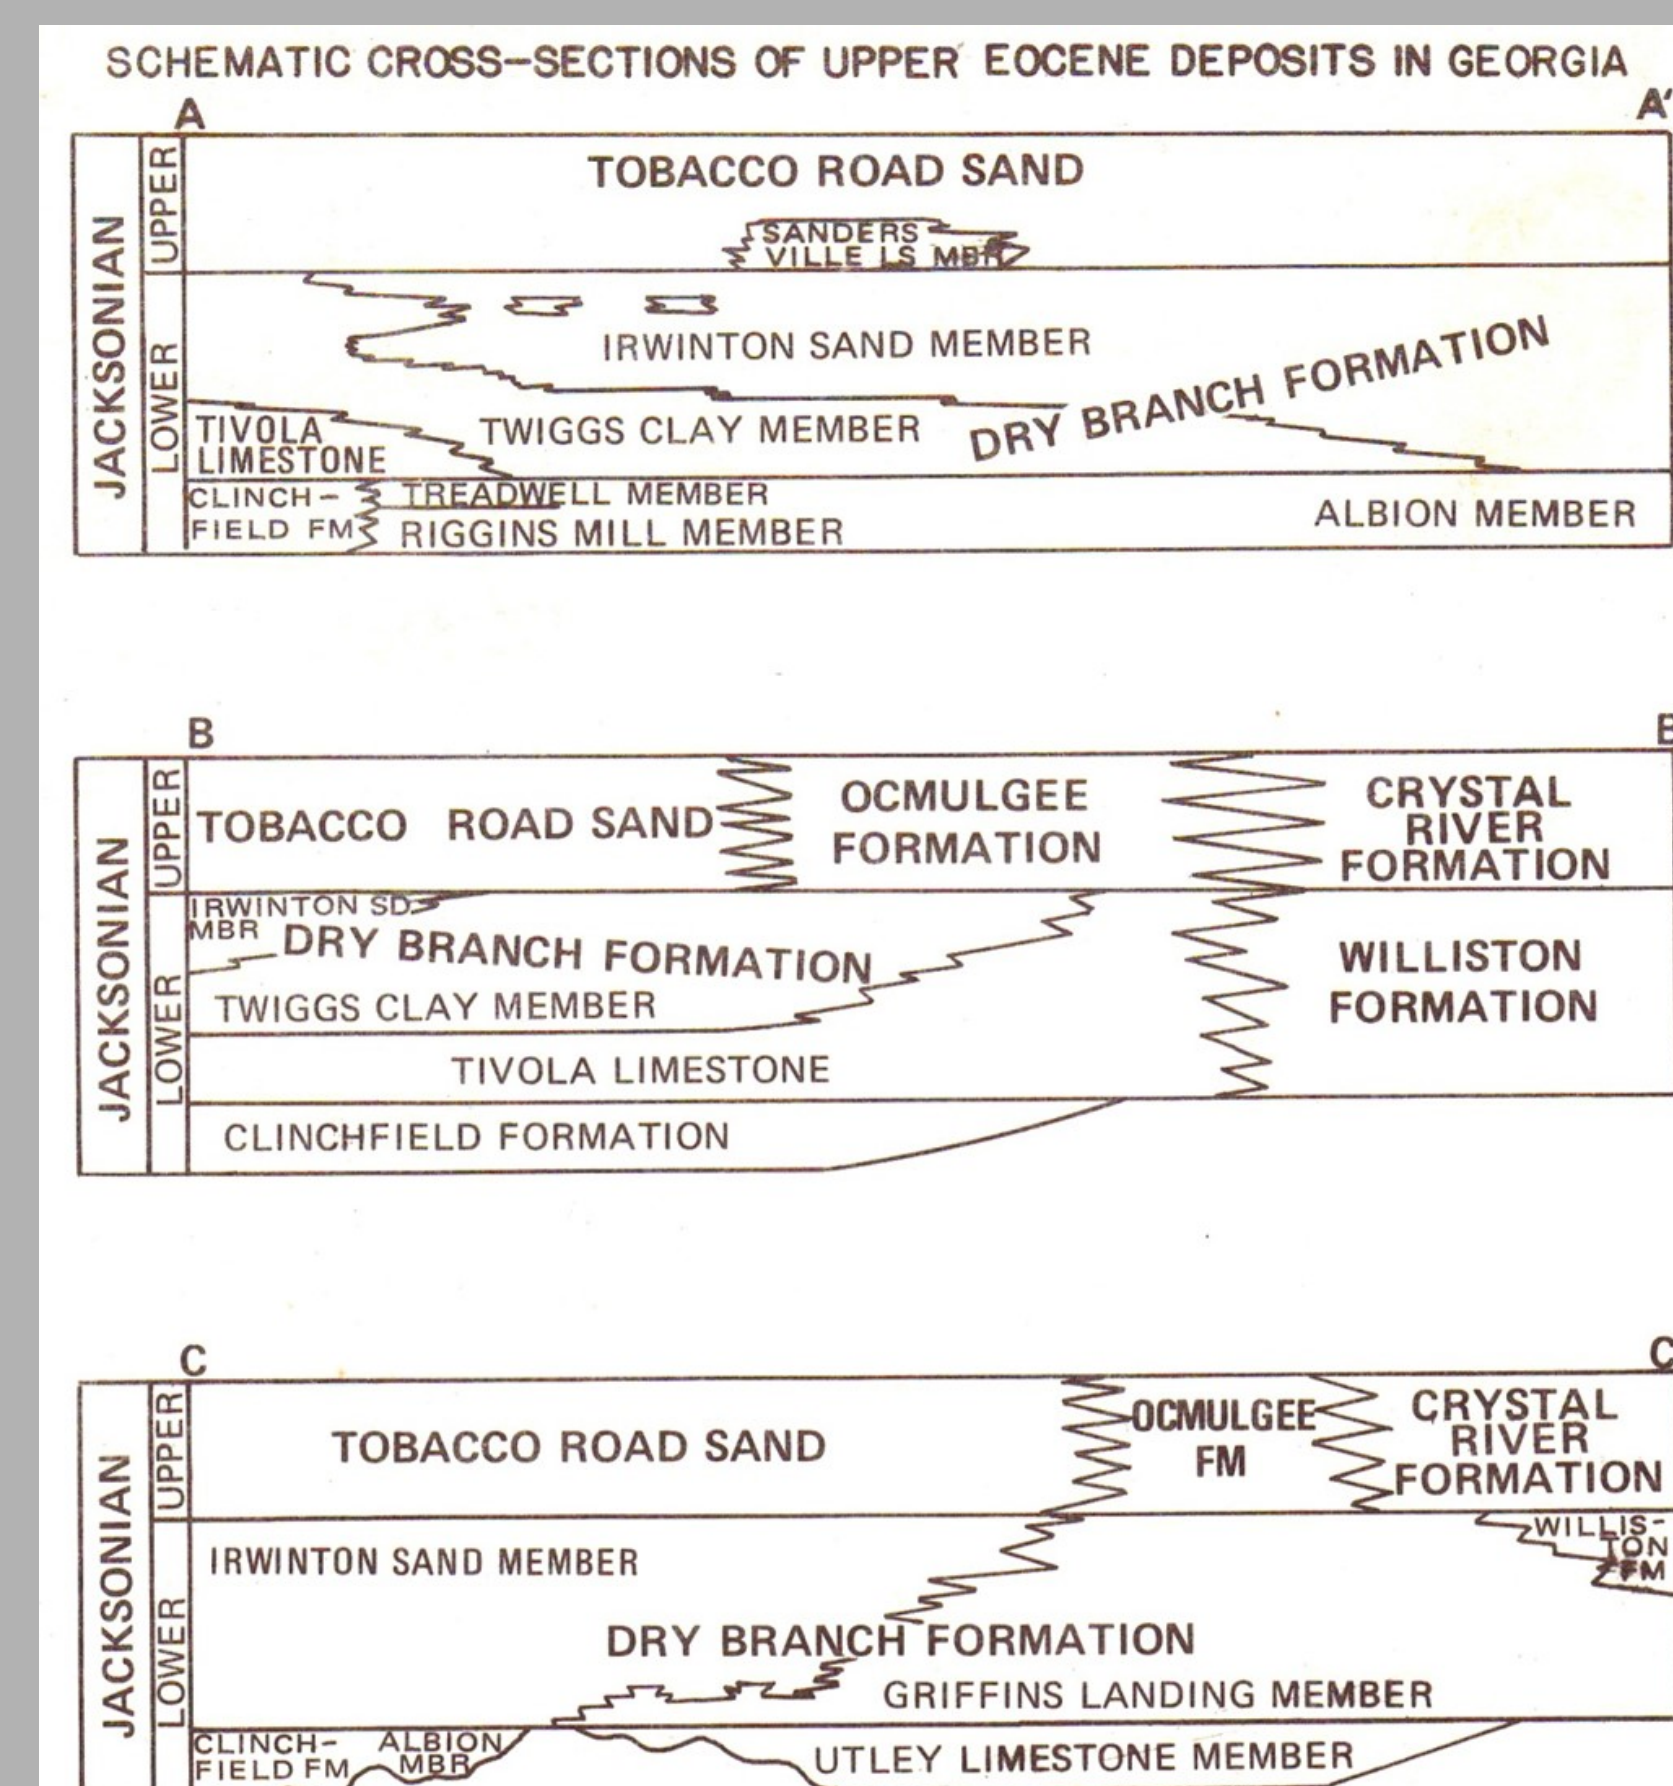 SCHEMATIC CROSS-SECTIONS OF UPPER EOCENE DEPOSITS IN GEORGIA
A
A'
JACKSONIAN
UPPER
LOWER
TOBACCO ROAD SAND
SANDERS
VILLE LS MBR
IRWINTON SAND MEMBER
DRY BRANCH FORMATION
TIVOLA
LIMESTONE
TWIGGS CLAY MEMBER
CLINCH-
FIELD FM
TREADWELL MEMBER
RIGGINS MILL MEMBER
ALBION MEMBER
B
B
JACKSONIAN
UPPER
LOWER
TOBACCO ROAD SAND
OCMULGEE
FORMATION
CRYSTAL
RIVER
FORMATION
IRWINTON SD
MBR
DRY BRANCH FORMATION
TWIGGS CLAY MEMBER
WILLISTON
FORMATION
TIVOLA LIMESTONE
CLINCHFIELD FORMATION
C
C
JACKSONIAN
UPPER
LOWER
TOBACCO ROAD SAND
OCMULGEE
FM
CRYSTAL
RIVER
FORMATION
IRWINTON SAND MEMBER
WILLIS-
TON
FM
DRY BRANCH FORMATION
GRIFFINS LANDING MEMBER
CLINCH-
FIELD FM
ALBION
MBR
UTLEY LIMESTONE MEMBER